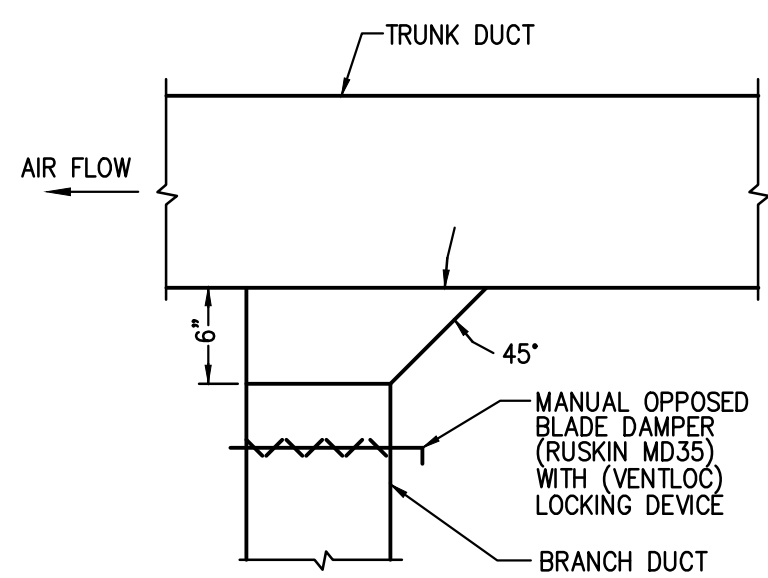 TRUNK DUCT
AIR FLOW
6"
45°
MANUAL OPPOSED
BLADE DAMPER
(RUSKIN MD35)
WITH (VENTLOC)
LOCKING DEVICE
BRANCH DUCT